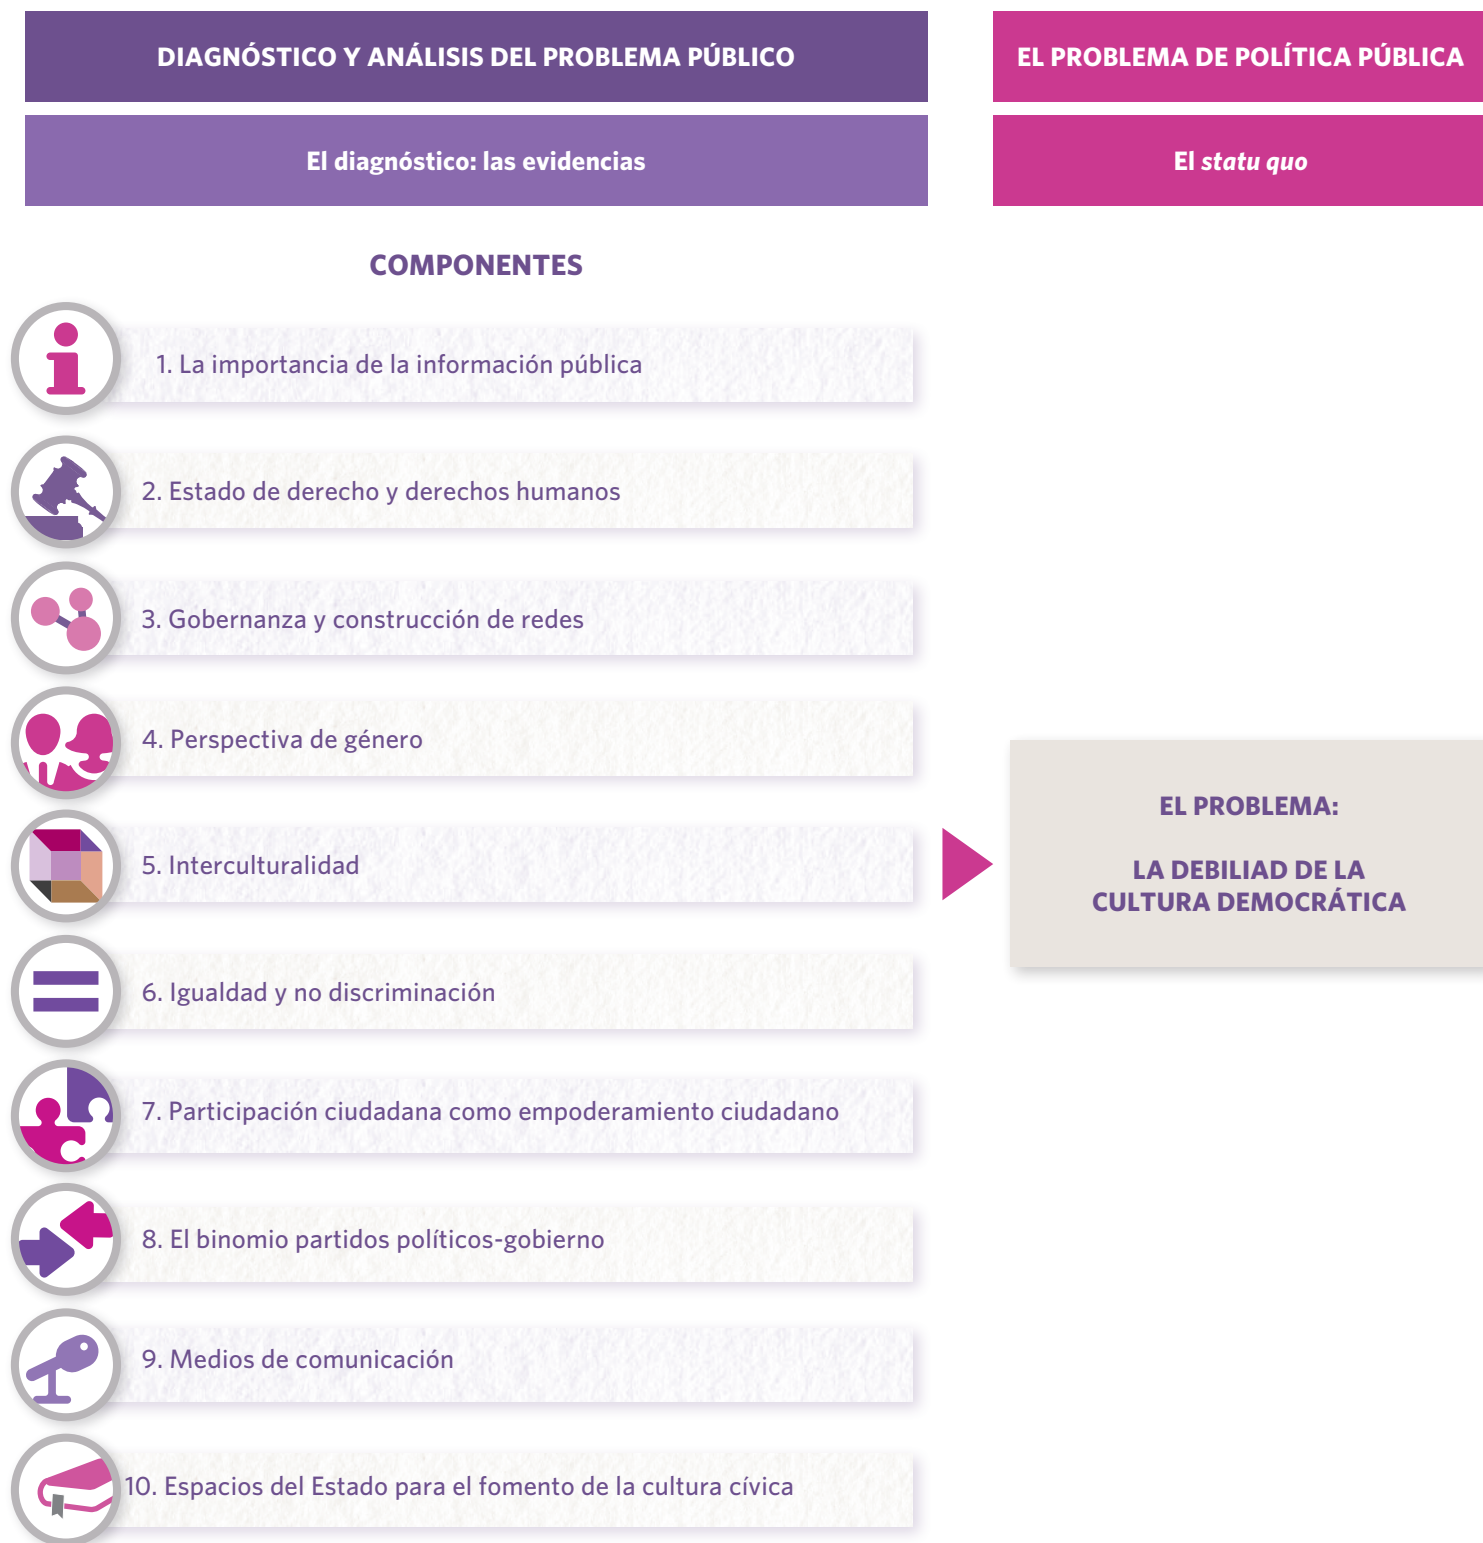 DIAGNÓSTICO Y ANÁLISIS DEL PROBLEMA PÚBLICO
El diagnóstico: las evidencias
COMPONENTES
1. La importancia de la información pública
2. Estado de derecho y derechos humanos
3. Gobernanza y construcción de redes
4. Perspectiva de género
5. Interculturalidad
6. Igualdad y no discriminación
7. Participación ciudadana como empoderamiento ciudadano
8. El binomio partidos políticos-gobierno
9. Medios de comunicación
10. Espacios del Estado para el fomento de la cultura cívica
EL PROBLEMA DE POLÍTICA PÚBLICA
El statu quo
EL PROBLEMA:
LA DEBILIAD DE LA
CULTURA DEMOCRÁTICA